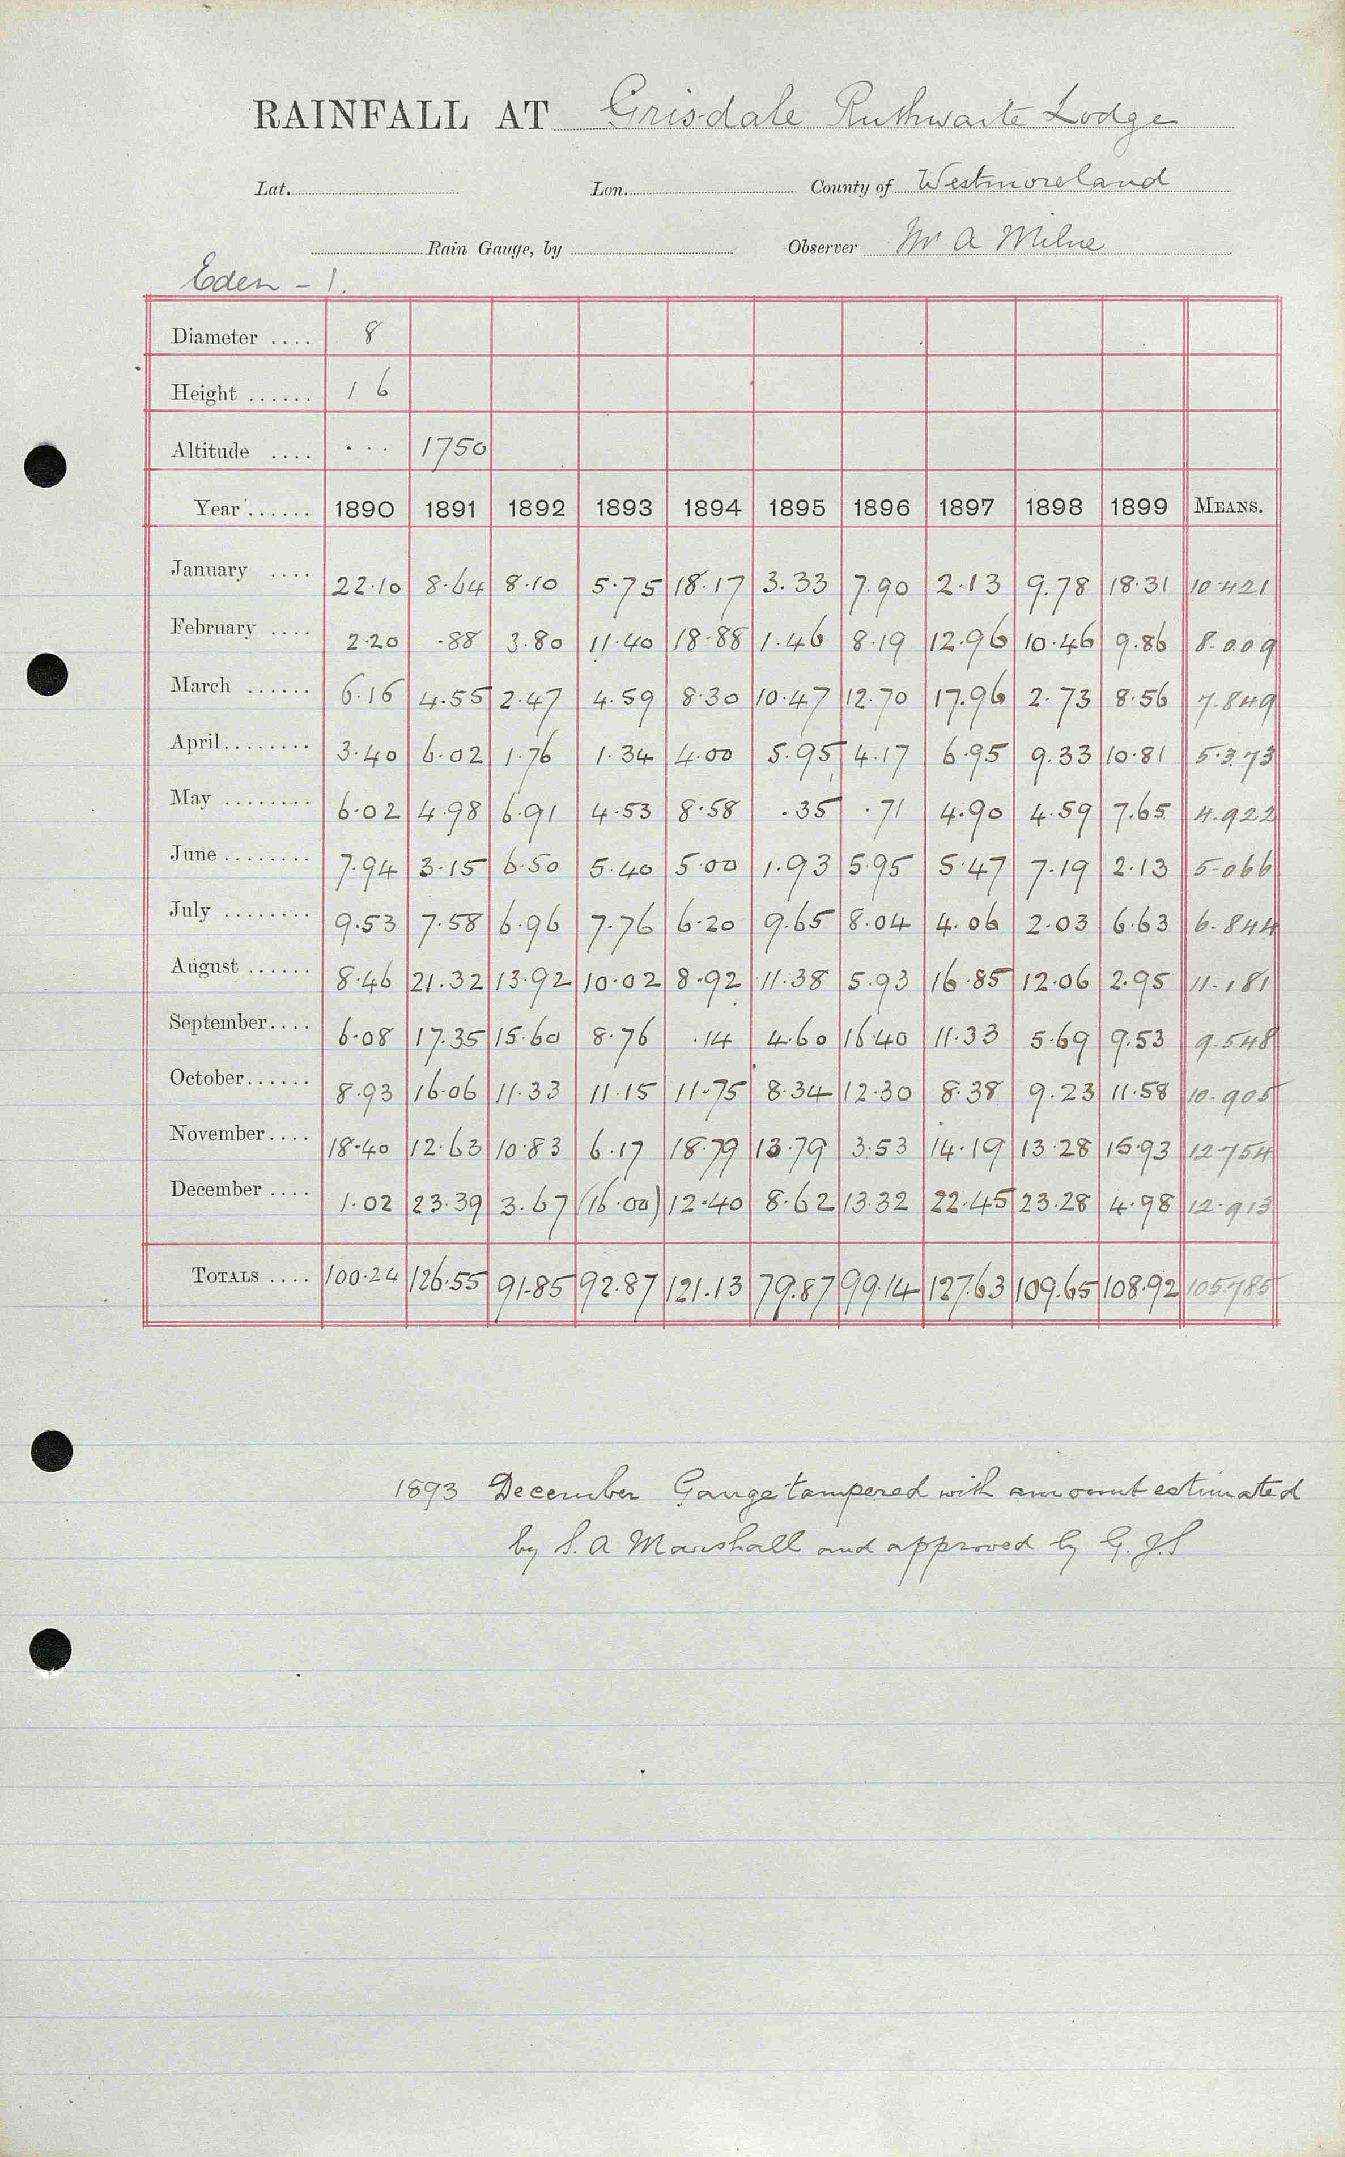 RAINFALL AT Grisdale Ruthwaite Lodge
Lat. Lon. County of Westmoreland
Rain Gauge, by Observer Mr A Milne
Eden - 1.
Diameter .... 8
Height ...... 1 6
Altitude .... ... 1750
Year ...... 1890 1891 1892 1893 1894 1895 1896 1897 1898 1899 MEANS.
January .... 22.10 8.64 8.10 5.75 18.17 3.33 7.90 2.13 9.78 18.31 10.421
February .... 2.20 .88 3.80 11.40 18.88 1.46 8.19 12.96 10.46 9.86 8.009
March ...... 6.16 4.55 2.47 4.59 8.30 10.47 12.70 17.96 2.73 8.56 7.849
April........ 3.40 6.02 1.76 1.34 4.00 5.95 4.17 6.95 9.33 10.81 5.373
May ........ 6.02 4.98 6.91 4.53 8.58 .35 .71 4.90 4.59 7.65 4.922
June ........ 7.94 3.15 6.50 5.40 5.00 1.93 5.95 5.47 7.19 2.13 5.066
July ........ 9.53 7.58 6.96 7.76 6.20 9.65 8.04 4.06 2.03 6.63 6.844
August ...... 8.46 21.32 13.92 10.02 8.92 11.38 5.93 16.85 12.06 2.95 11.181
September.... 6.08 17.35 15.60 8.76 .14 4.60 16.40 11.33 5.69 9.53 9.548
October...... 8.93 16.06 11.33 11.15 11.75 8.34 12.30 8.38 9.23 11.58 10.905
November.... 18.40 12.63 10.83 6.17 18.79 13.79 3.53 14.19 13.28 15.93 12.754
December .... 1.02 23.39 3.67 (16.00) 12.40 8.62 13.32 22.45 23.28 4.98 12.913
TOTALS .... 100.24 126.55 91.85 92.87 121.13 79.87 99.14 127.63 109.65 108.92 105.785
1893 December Gauge tampered with amount estimated
by S. A Marshall and approved by G. J. S